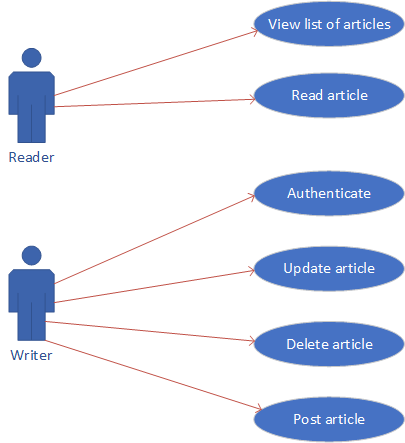 View list of articles
Read article
Reader
Authenticate
Update article
Delete article
Writer
Post article